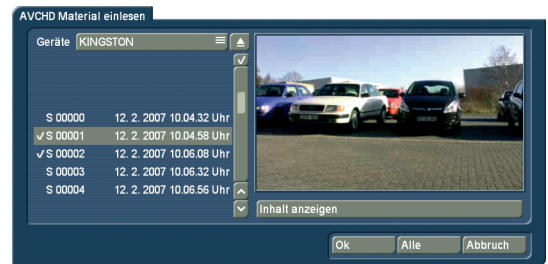 AVCHD Material einlesen
Geräte KINGSTON
S 00000 12. 2. 2007 10.04.32 Uhr
✓S 00001 12. 2. 2007 10.04.58 Uhr
✓S 00002 12. 2. 2007 10.06.08 Uhr
S 00003 12. 2. 2007 10.06.32 Uhr
S 00004 12. 2. 2007 10.06.56 Uhr
Inhalt anzeigen
Ok Alle Abbruch